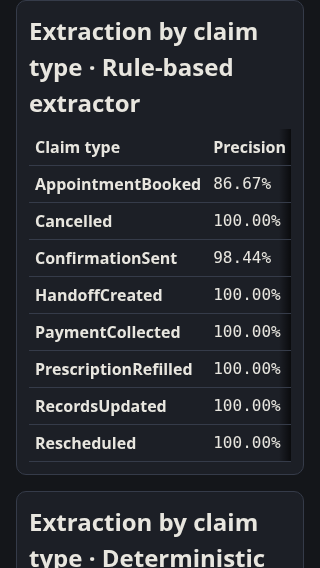 Extraction by claim
type · Rule-based
extractor
Claim type Precision
AppointmentBooked 86.67%
Cancelled 100.00%
ConfirmationSent 98.44%
HandoffCreated 100.00%
PaymentCollected 100.00%
PrescriptionRefilled 100.00%
RecordsUpdated 100.00%
Rescheduled 100.00%
Extraction by claim
type · Deterministic